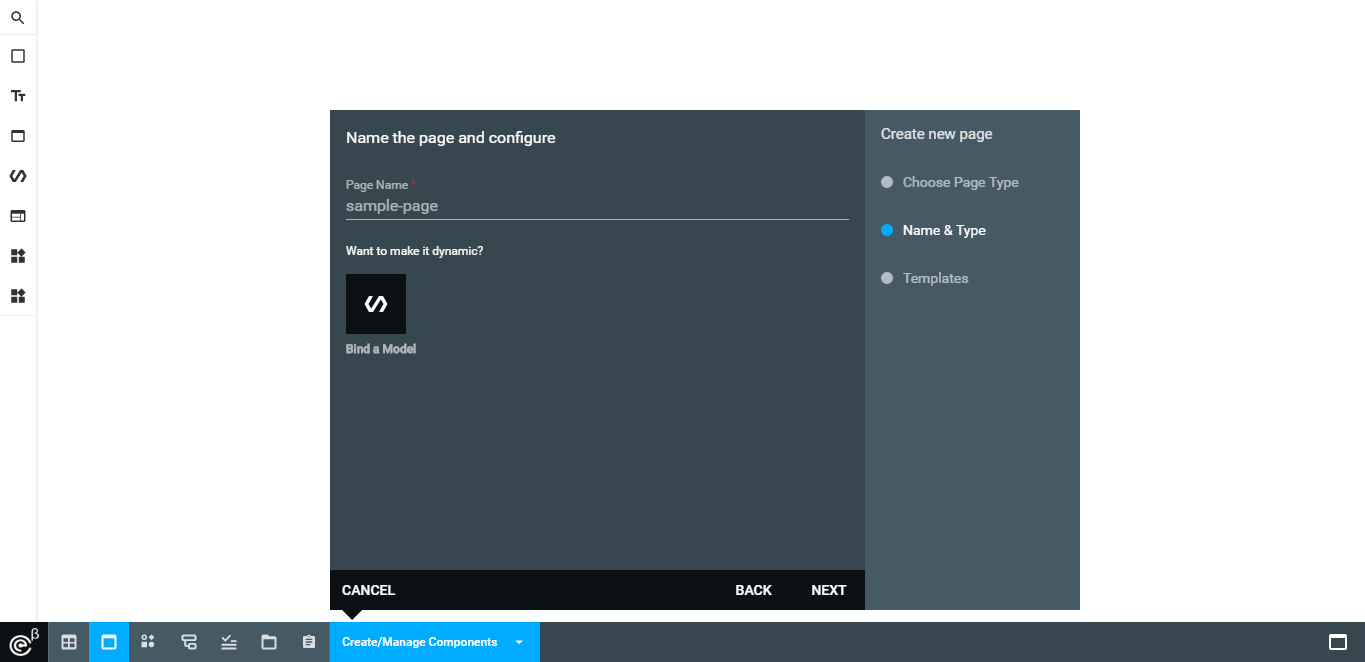 Name the page and configure
Create new page
Page Name *
sample-page
Choose Page Type
Want to make it dynamic?
Name & Type
Templates
Bind a Model
CANCEL
BACK
NEXT
Create/Manage Components
β